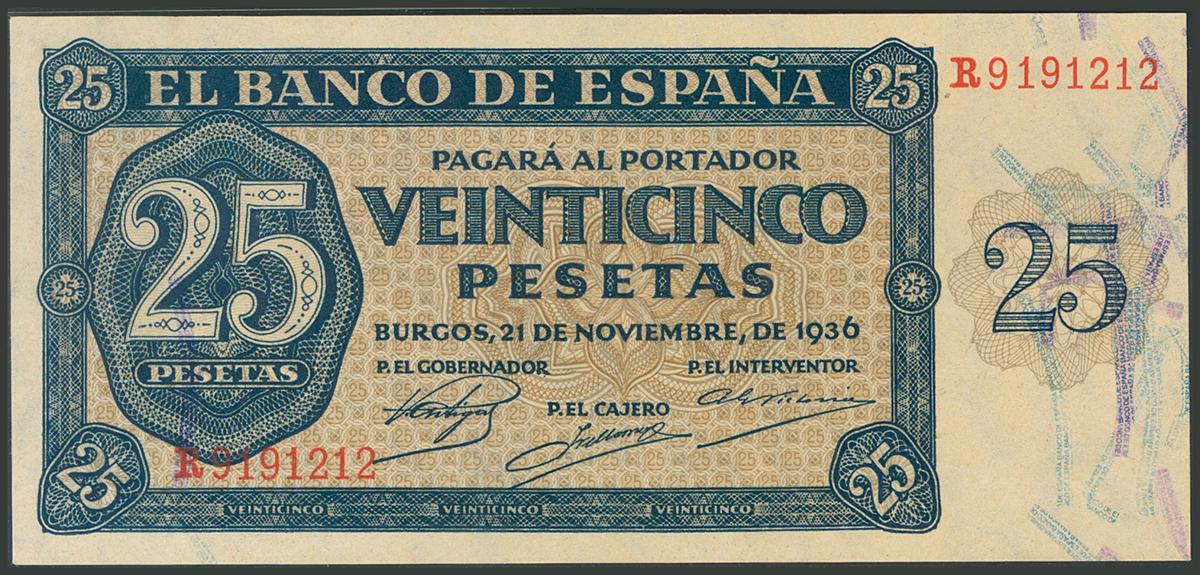 25 EL BANCO DE ESPAÑA 25
R9191212
PAGARÁ AL PORTADOR
VEINTICINCO
PESETAS
25
PESETAS
25
25
25
BURGOS, 21 DE NOVIEMBRE, DE 1936
P. EL GOBERNADOR
P. EL INTERVENTOR
P. EL CAJERO
R9191212
25
25
VEINTICINCO VEINTICINCO VEINTICINCO